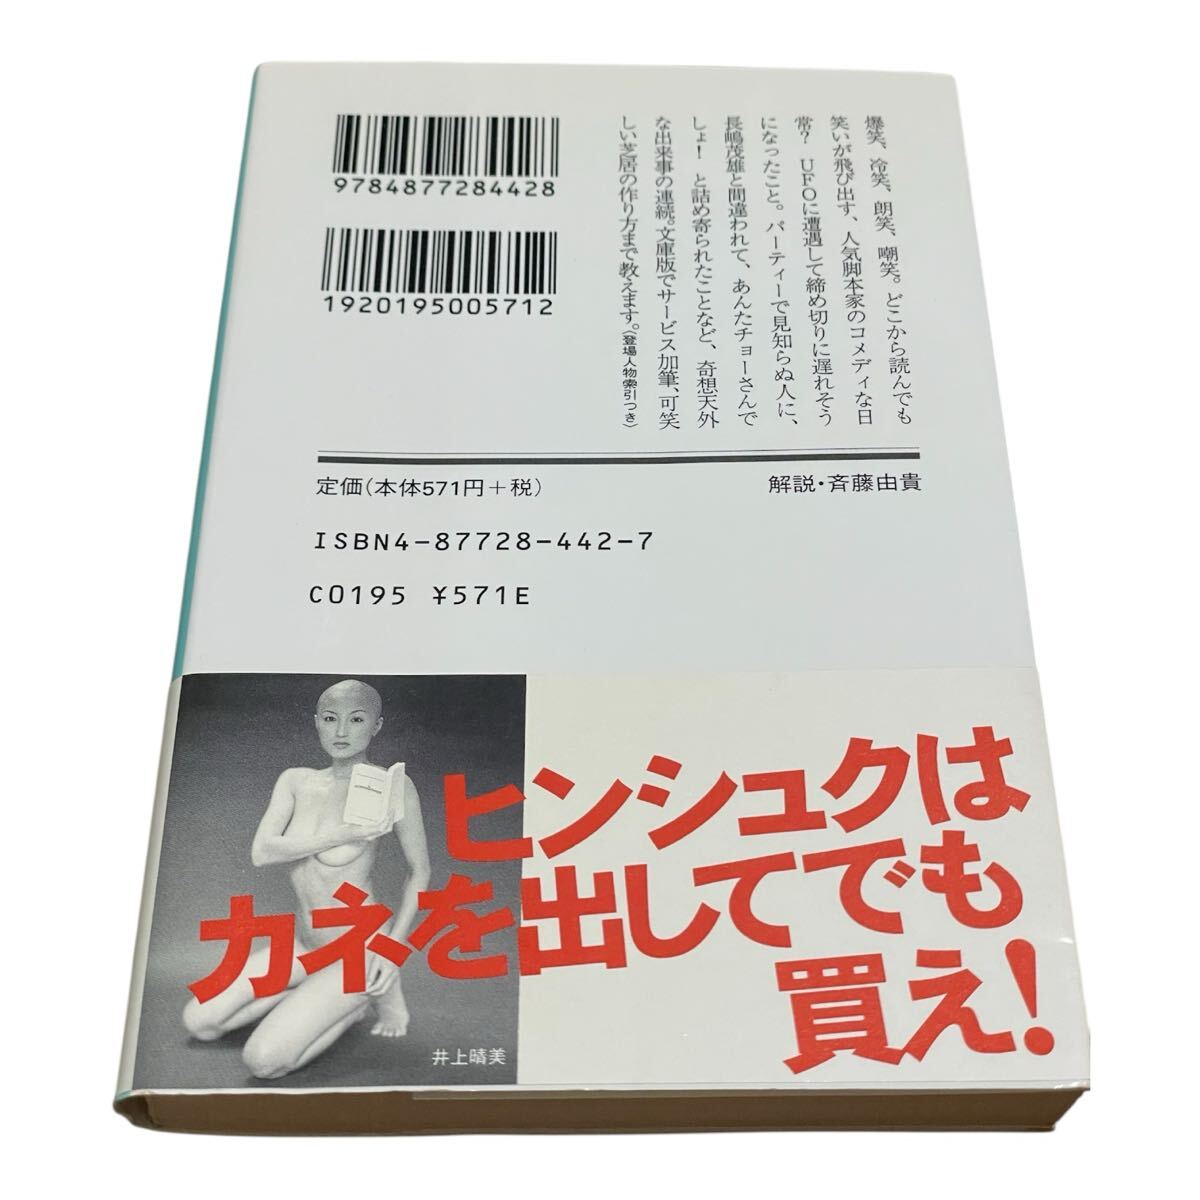 9784877284428
1920195005712
爆笑、冷笑、朗笑、嘲笑。どこから読んでも
笑いが飛び出す、人気脚本家のコメディな日
常？　ＵＦＯに遭遇して締め切りに遅れそう
になったこと。パーティーで見知らぬ人に、
長嶋茂雄と間違われて、あんたチョーさんで
しょ！　と詰め寄られたことなど、奇想天外
な出来事の連続。文庫版でサービス加筆、可笑
しい芝居の作り方まで教えます。（登場人物索引つき）
定価（本体571円＋税）
解説・斉藤由貴
ISBN4-87728-442-7
C0195 ¥571E
ヒンシュクは
カネを出してでも
買え！
井上晴美